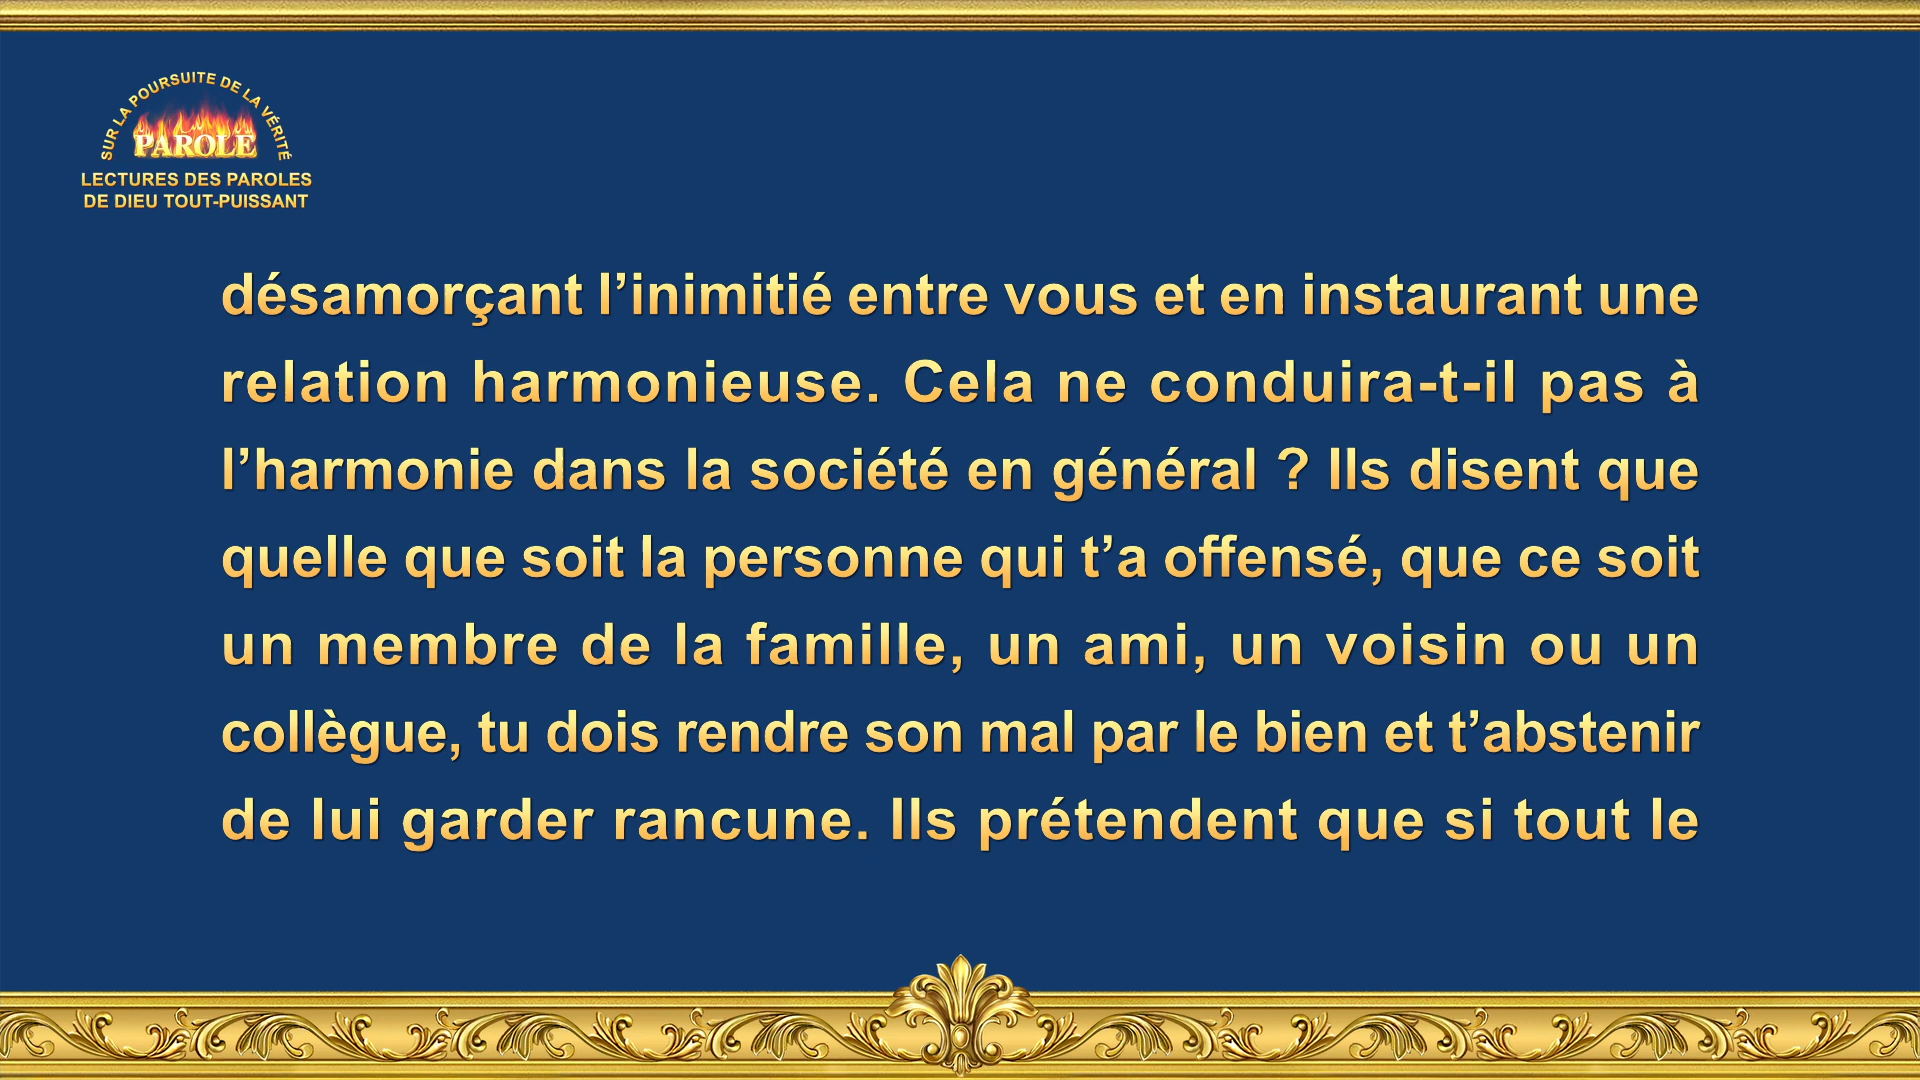 SUR LA POURSUITE DE LA VÉRITÉ
PAROLE
LECTURES DES PAROLES
DE DIEU TOUT-PUISSANT
désamorçant l’inimitié entre vous et en instaurant une
relation harmonieuse. Cela ne conduira-t-il pas à
l’harmonie dans la société en général ? Ils disent que
quelle que soit la personne qui t’a offensé, que ce soit
un membre de la famille, un ami, un voisin ou un
collègue, tu dois rendre son mal par le bien et t’abstenir
de lui garder rancune. Ils prétendent que si tout le